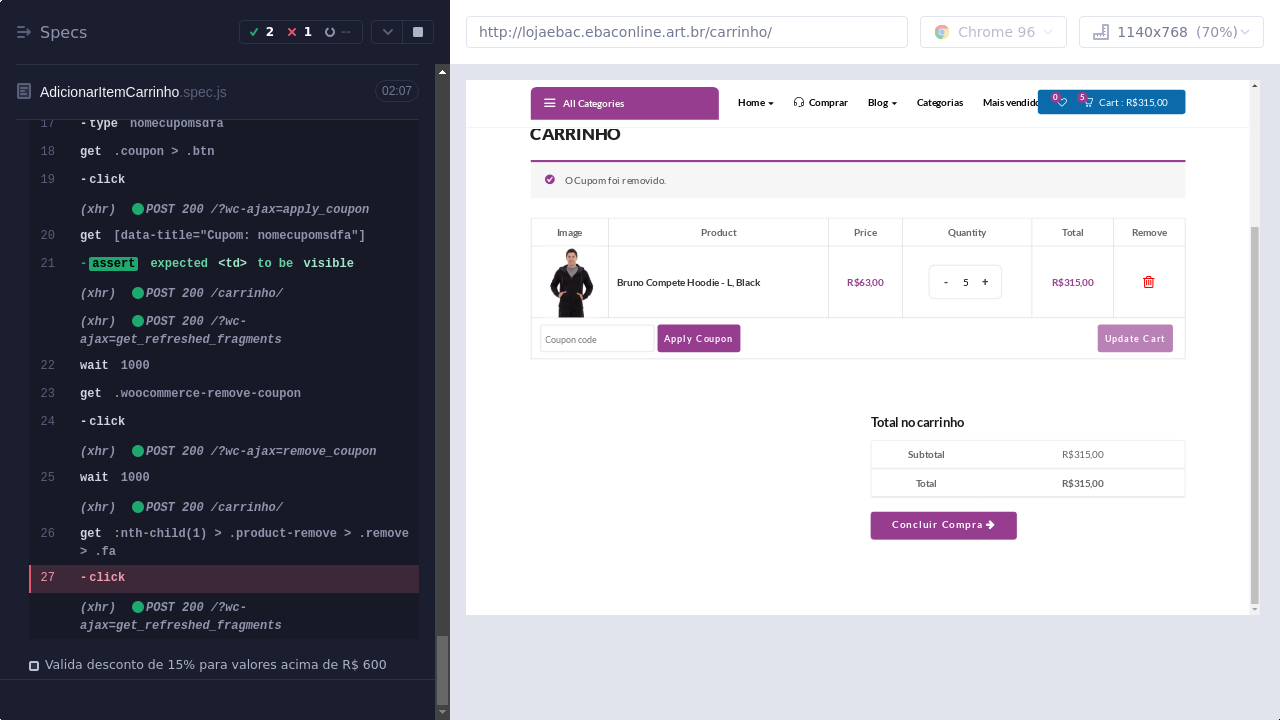 Specs
2
1
--
AdicionarItemCarrinho.spec.js
02:07
17 -type nomecupomsdfa
18 get .coupon > .btn
19 -click
(xhr) POST 200 /?wc-ajax=apply_coupon
20 get [data-title="Cupom: nomecupomsdfa"]
21 -assert expected <td> to be visible
(xhr) POST 200 /carrinho/
(xhr) POST 200 /?wc-
ajax=get_refreshed_fragments
22 wait 1000
23 get .woocommerce-remove-coupon
24 -click
(xhr) POST 200 /?wc-ajax=remove_coupon
25 wait 1000
(xhr) POST 200 /carrinho/
26 get :nth-child(1) > .product-remove > .remove
> .fa
27 -click
(xhr) POST 200 /?wc-
ajax=get_refreshed_fragments
Valida desconto de 15% para valores acima de R$ 600
http://lojaebac.ebaconline.art.br/carrinho/
Chrome 96
1140x768 (70%)
All Categories
Home
Comprar
Blog
Categorias
Mais vendido
0
5
Cart : R$315,00
CARRINHO
O Cupom foi removido.
Image Product Price Quantity Total Remove
Bruno Compete Hoodie - L, Black R$63,00 - 5 + R$315,00
Coupon code
Apply Coupon
Update Cart
Total no carrinho
Subtotal R$315,00
Total R$315,00
Concluir Compra